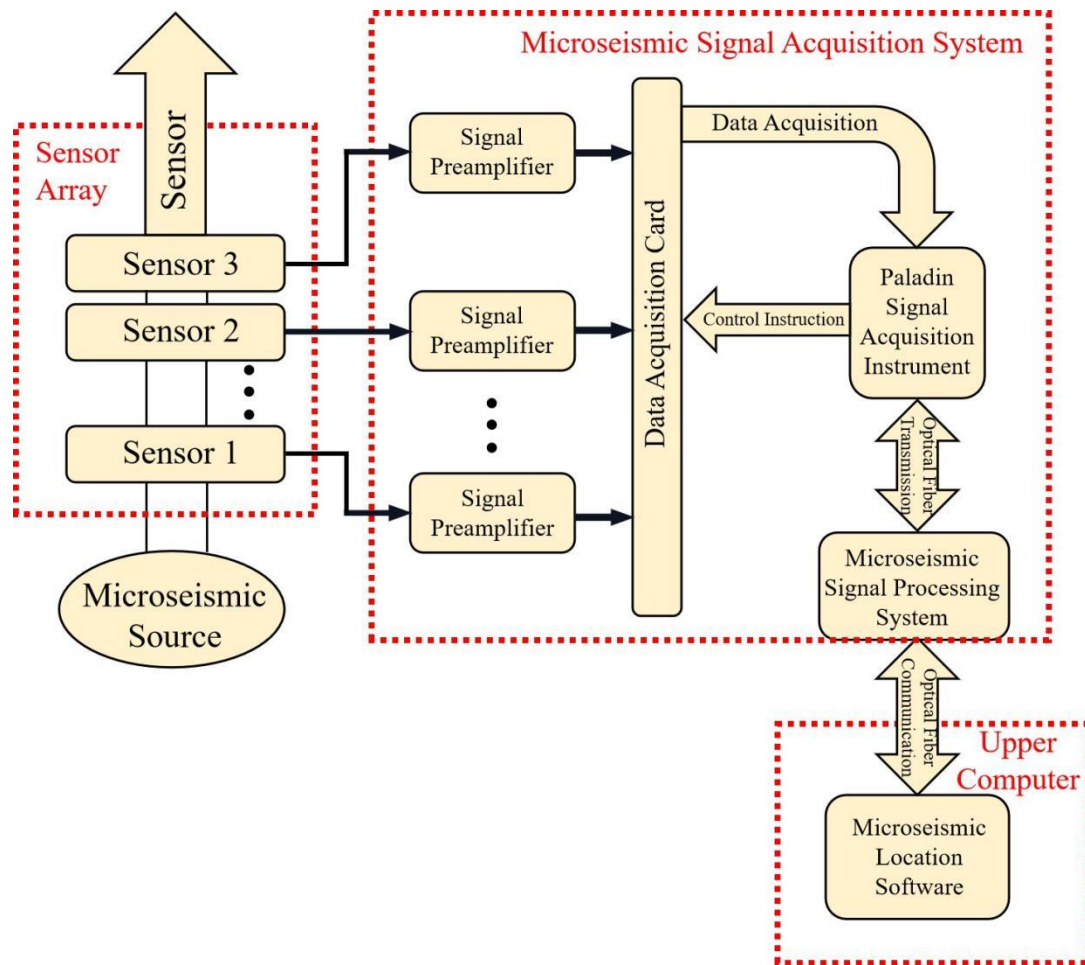 Microseismic Signal Acquisition System
Sensor
Array
Sensor
Sensor 3
Sensor 2
Sensor 1
Microseismic
Source
Signal
Preamplifier
Signal
Preamplifier
Signal
Preamplifier
Data Acquisition Card
Data Acquisition
Paladin
Signal
Acquisition
Instrument
Control Instruction
Optical Fiber
Transmission
Microseismic
Signal Processing
System
Optical Fiber
Communication
Upper
Computer
Microseismic
Location
Software